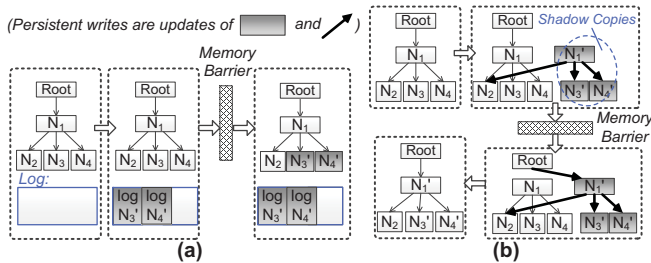 (Persistent writes are updates of and )
Memory
Barrier
Root
N1
N2 N3 N4
Log:
Root
N1
N2 N3 N4
log log
N3' N4'
Root
N1
N2 N3' N4'
log log
N3' N4'
(a)
Shadow Copies
Root
N1
N2 N3 N4
Root
N1 N1'
N2 N3 N4 N3' N4'
Memory
Barrier
Root
N1'
N2 N3' N4'
Root
N1 N1'
N2 N3 N4 N3' N4'
(b)